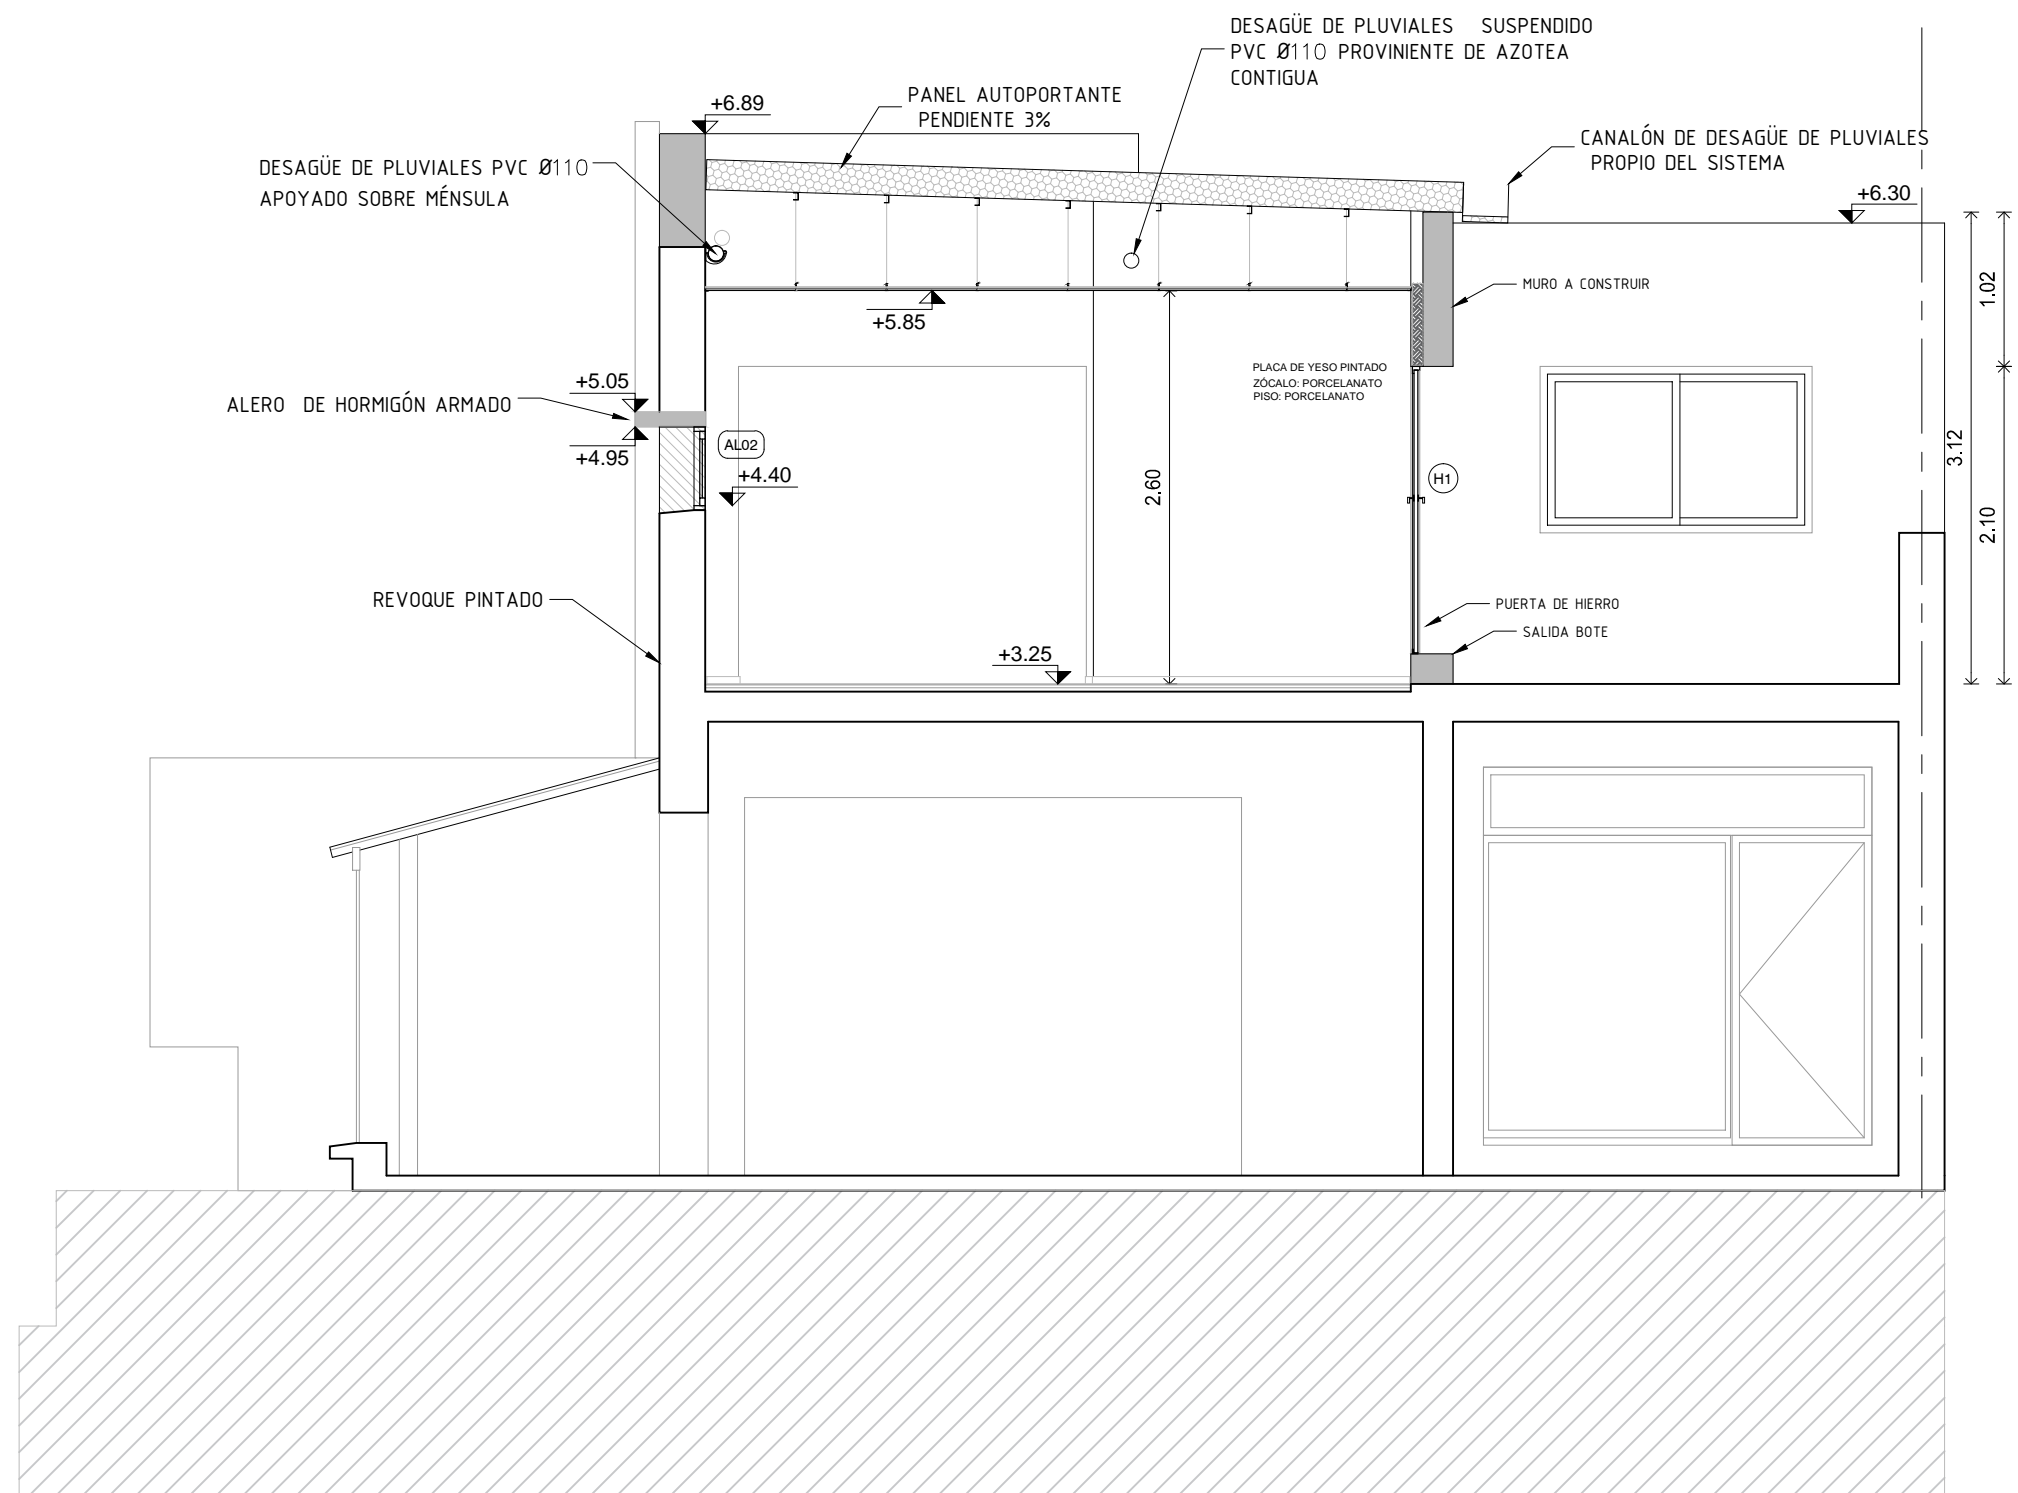 DESAGÜE DE PLUVIALES SUSPENDIDO
PVC Ø110 PROVINIENTE DE AZOTEA
CONTIGUA
PANEL AUTOPORTANTE
PENDIENTE 3%
+6.89
CANALÓN DE DESAGÜE DE PLUVIALES
PROPIO DEL SISTEMA
DESAGÜE DE PLUVIALES PVC Ø110
APOYADO SOBRE MÉNSULA
+6.30
MURO A CONSTRUIR
1.02
+5.85
PLACA DE YESO PINTADO
ZÓCALO: PORCELANATO
PISO: PORCELANATO
+5.05
ALERO DE HORMIGÓN ARMADO
+4.95
AL02
+4.40
2.60
H1
3.12
2.10
REVOQUE PINTADO
PUERTA DE HIERRO
SALIDA BOTE
+3.25